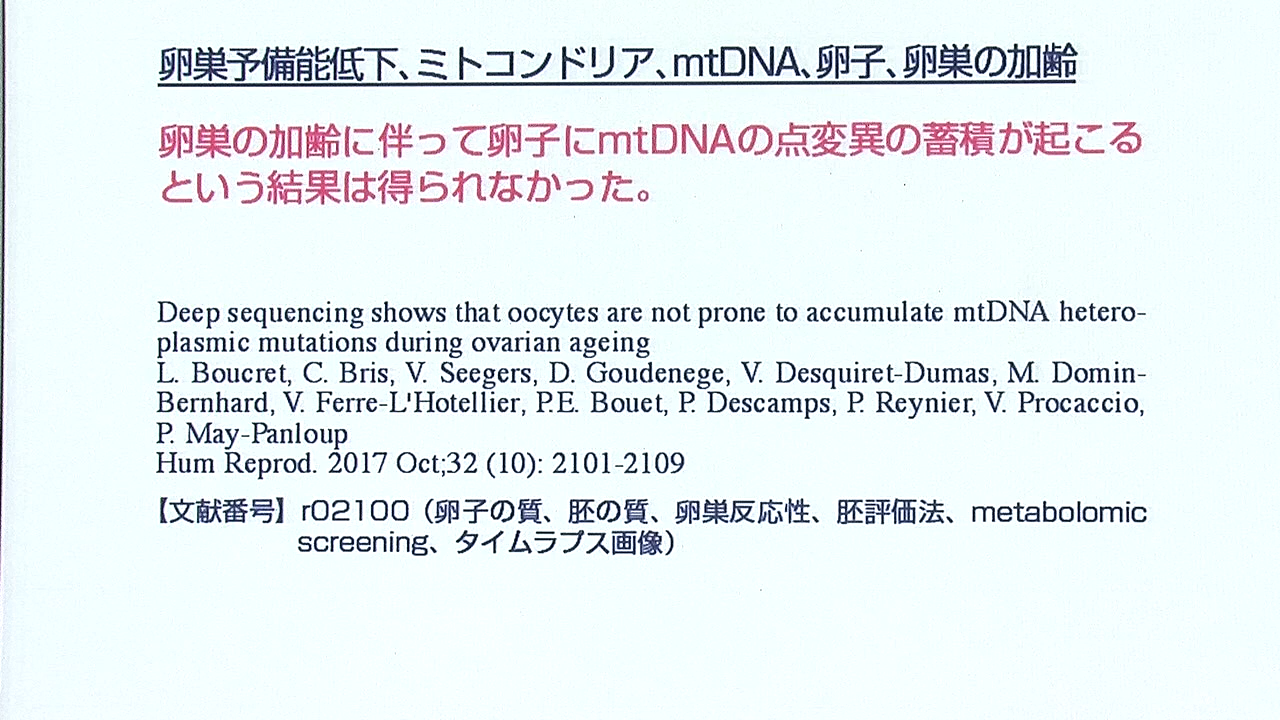 卵巣予備能低下、ミトコンドリア、mtDNA、卵子、卵巣の加齢
卵巣の加齢に伴って卵子にmtDNAの点変異の蓄積が起こる
という結果は得られなかった。
Deep sequencing shows that oocytes are not prone to accumulate mtDNA hetero-
plasmic mutations during ovarian ageing
L. Boucret, C. Bris, V. Seegers, D. Goudenege, V. Desquiret-Dumas, M. Domin-
Bernhard, V. Ferre-L'Hotellier, P.E. Bouet, P. Descamps, P. Reynier, V. Procaccio,
P. May-Panloup
Hum Reprod. 2017 Oct;32 (10): 2101-2109
【文献番号】r02100（卵子の質、胚の質、卵巣反応性、胚評価法、metabolomic
screening、タイムラプス画像）